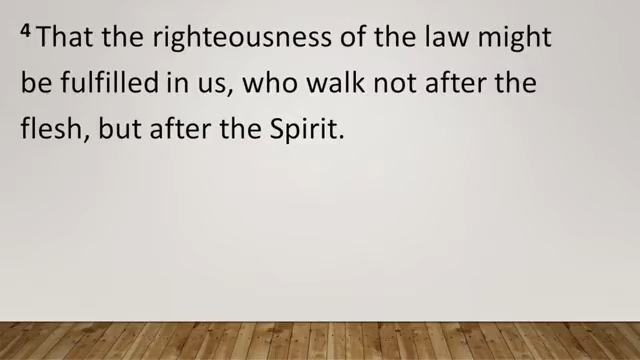 4 That the righteousness of the law might
be fulfilled in us, who walk not after the
flesh, but after the Spirit.